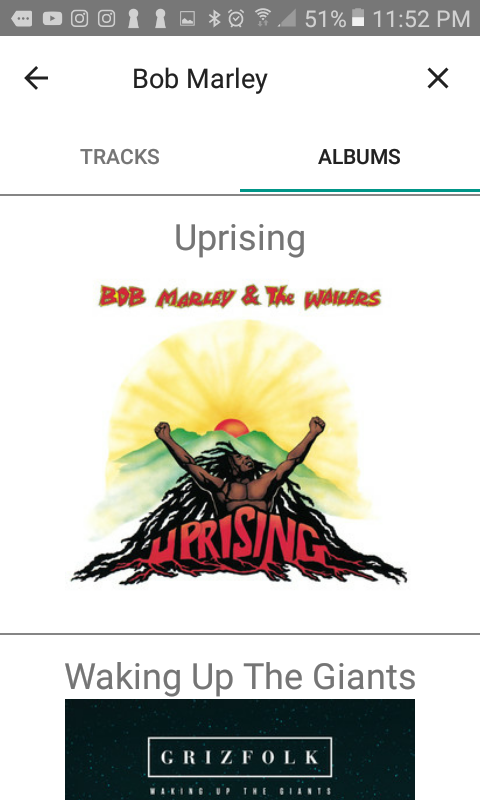 51% 11:52 PM
Bob Marley
TRACKS ALBUMS
Uprising
BOB MARLEY & The WAILERS
UPRISING
Waking Up The Giants
GRIZFOLK
WAKING UP THE GIANTS